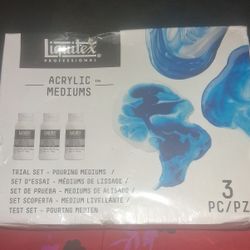 Liquitex
PROFESSIONAL
ACRYLIC ™
MEDIUMS
TRIAL SET - POURING MEDIUMS /
SET D'ESSAI - MÉDIUMS DE LISSAGE /
SET DE PRUEBA - MEDIUMS DE ALISADO /
SET SCOPERTA - MEDIUM LIVELLANTE /
TEST SET - POURING MEDIEN
3
PC/PZ